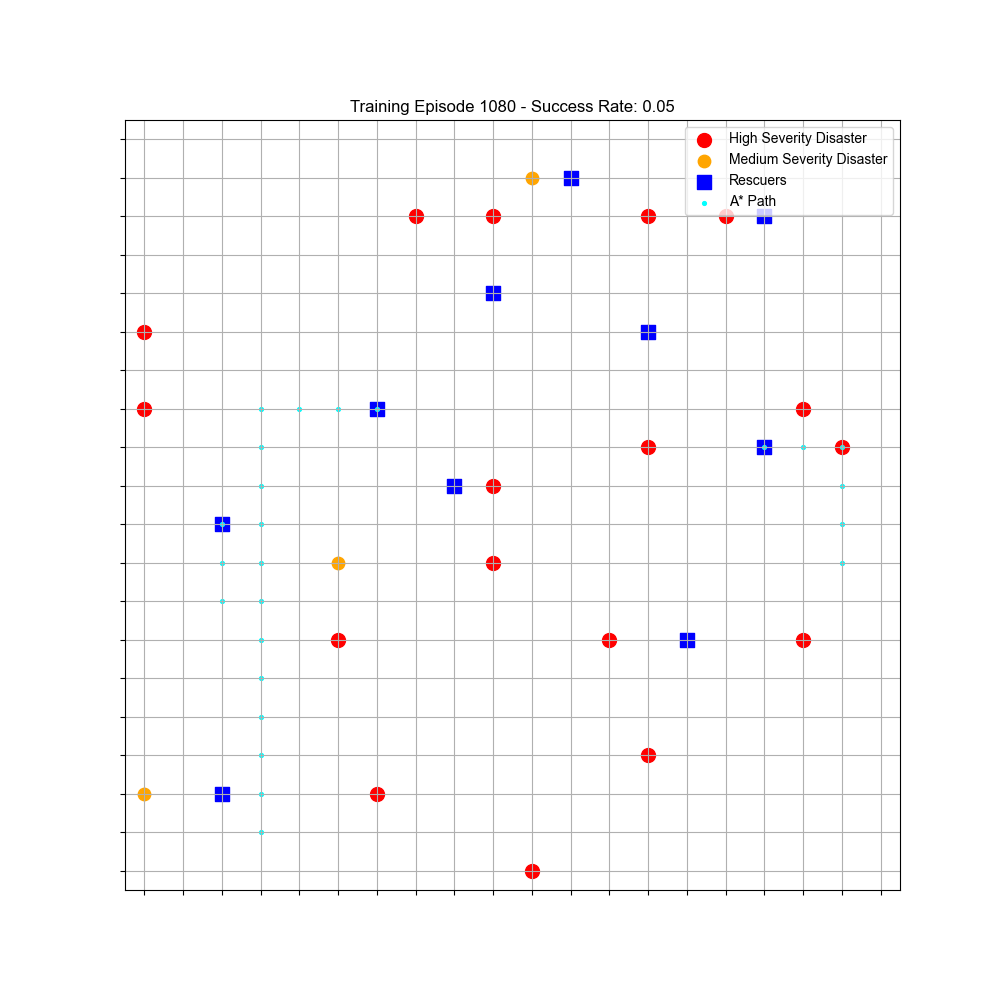 Training Episode 1080 - Success Rate: 0.05
High Severity Disaster
Medium Severity Disaster
Rescuers
A* Path